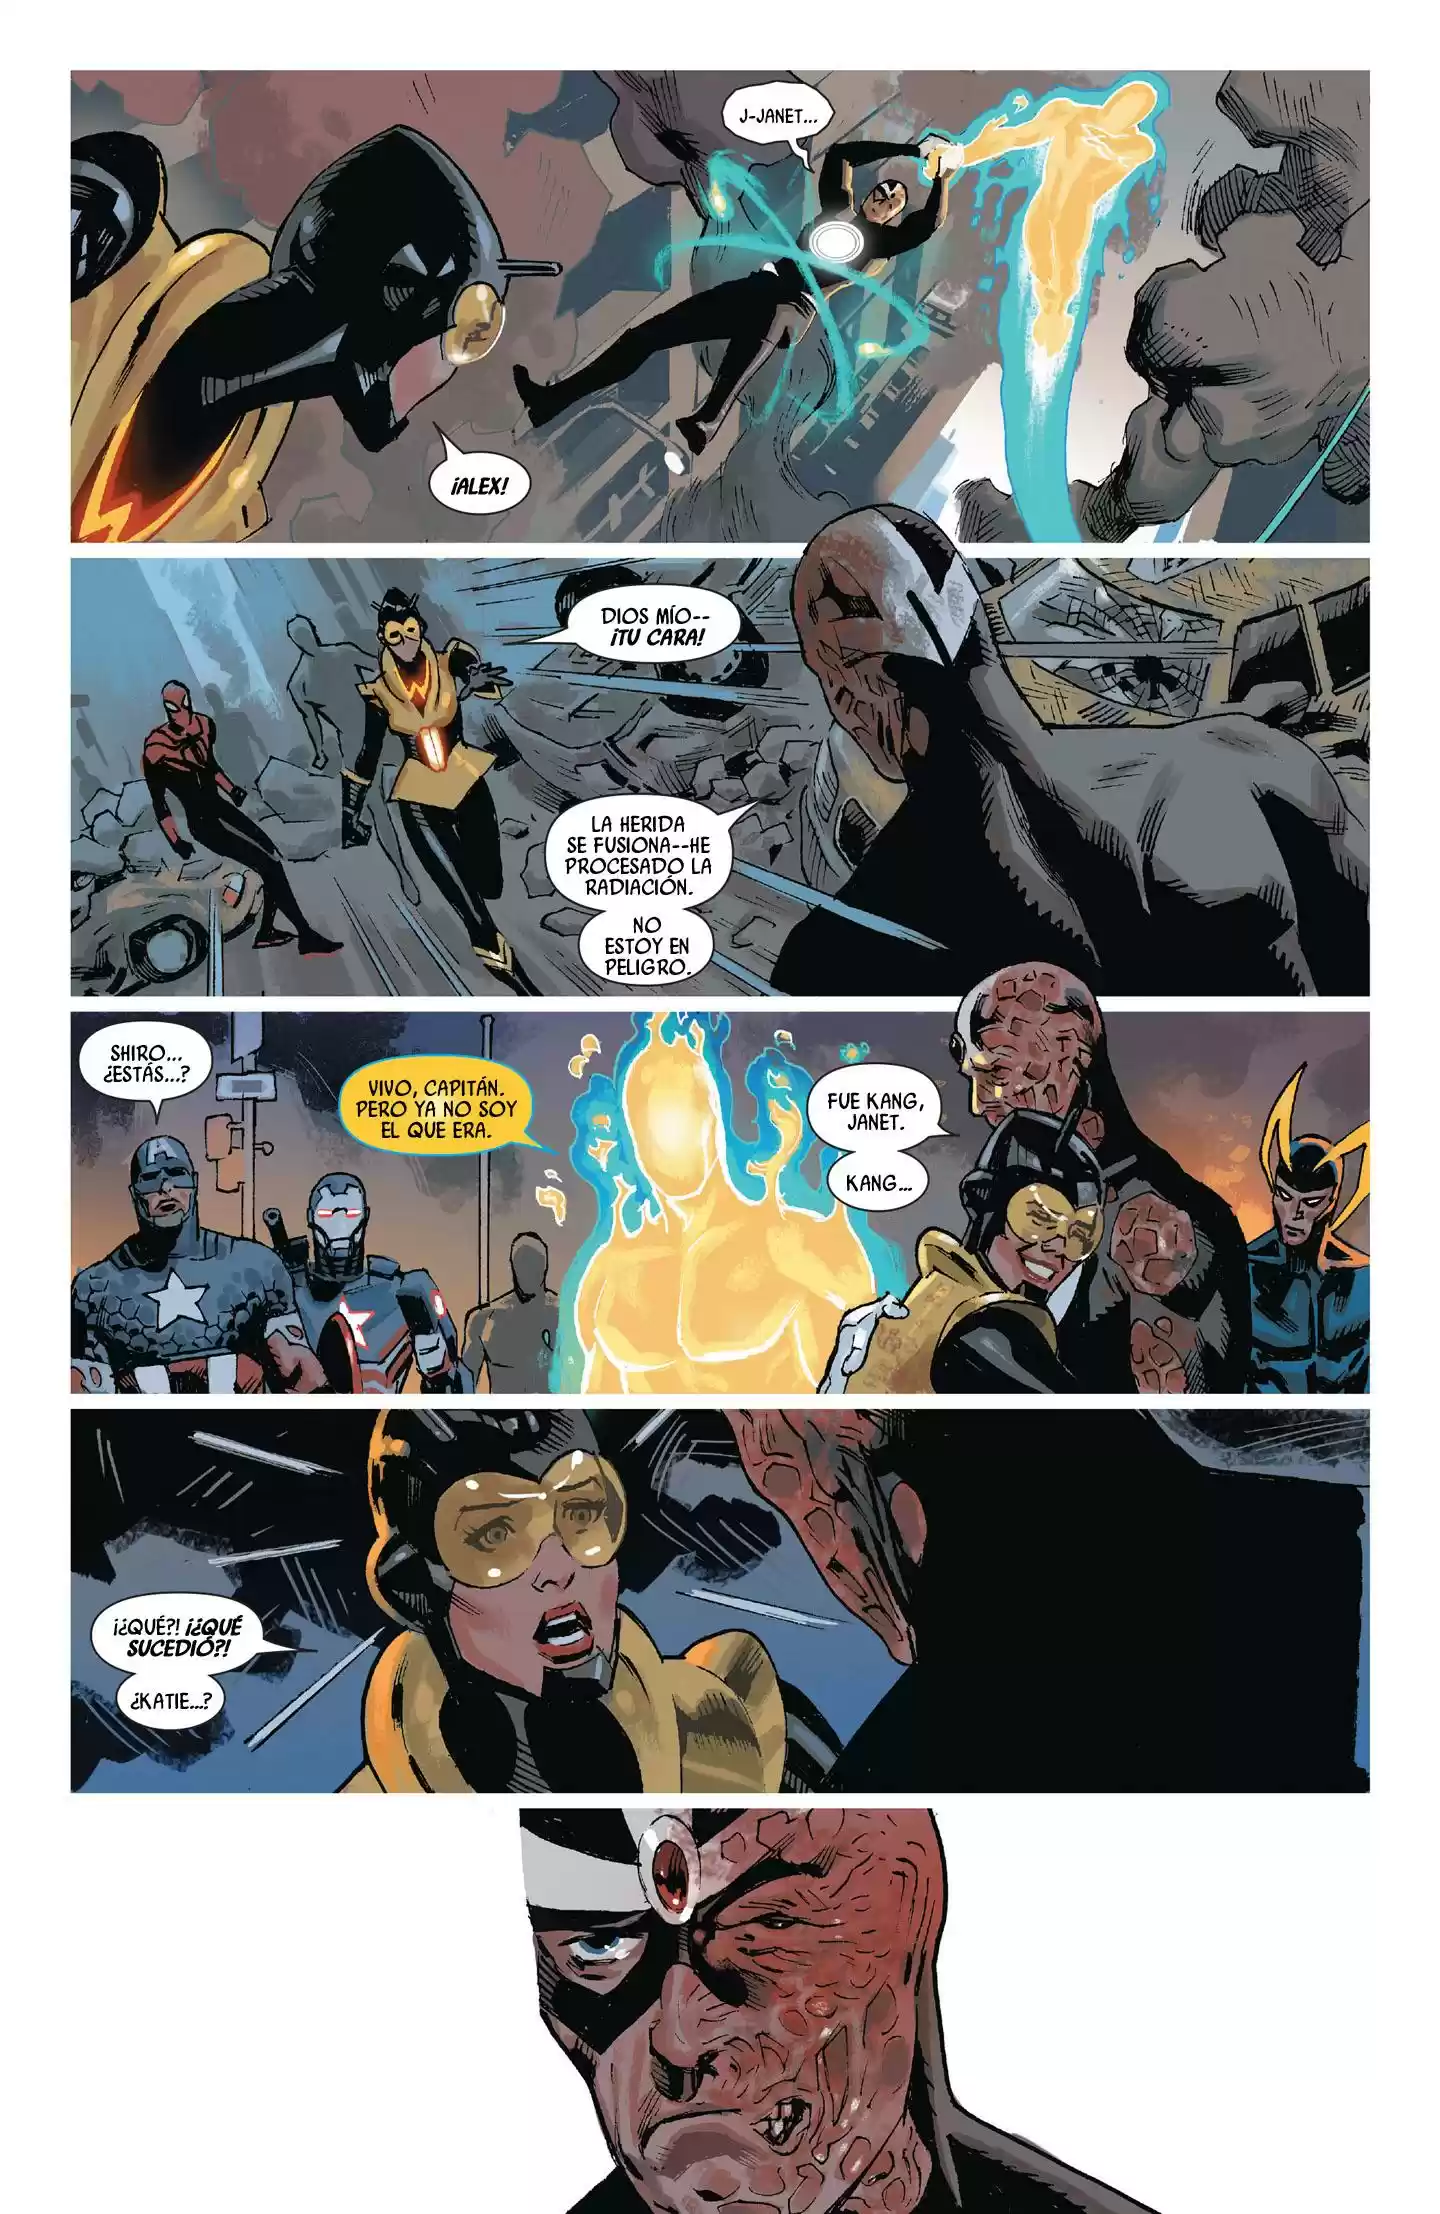 J-JANET...
¡ALEX!
DIOS MÍO--
¡TU CARA!
LA HERIDA
SE FUSIONA--HE
PROCESADO LA
RADIACIÓN.
NO
ESTOY EN
PELIGRO.
SHIRO...
¿ESTÁS...?
VIVO, CAPITÁN.
PERO YA NO SOY
EL QUE ERA.
FUE KANG,
JANET.
KANG...
¡¿QUÉ?! ¡¿QUÉ
SUCEDIÓ?!
¿KATIE...?
A